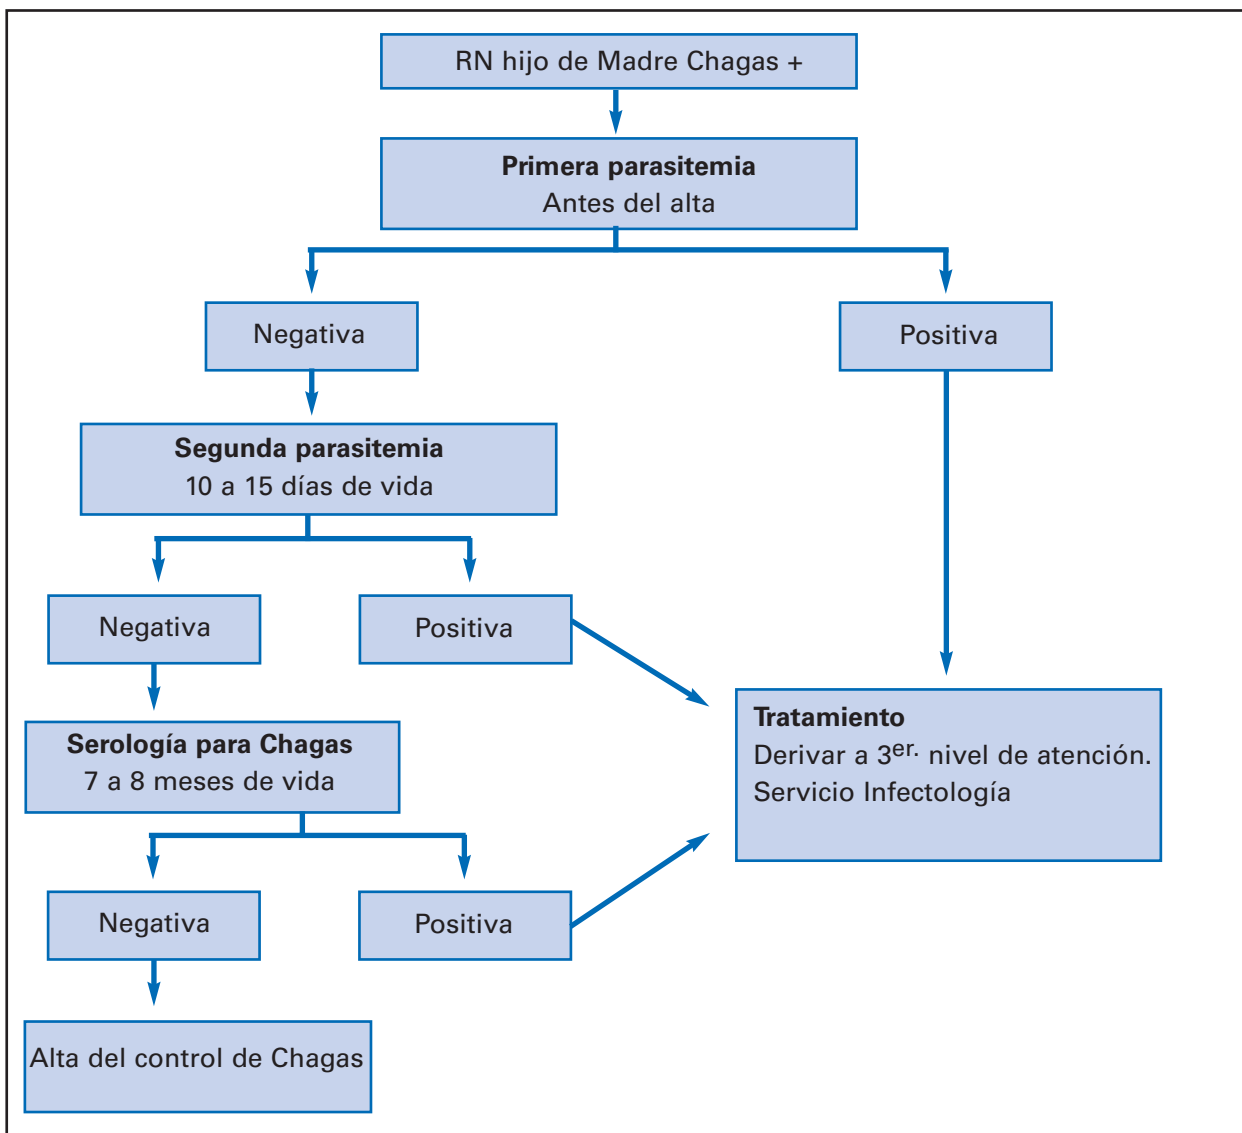 RN hijo de Madre Chagas +
Primera parasitemia
Antes del alta
Negativa
Positiva
Segunda parasitemia
10 a 15 días de vida
Negativa
Positiva
Tratamiento
Derivar a 3er. nivel de atención.
Servicio Infectología
Serología para Chagas
7 a 8 meses de vida
Negativa
Positiva
Alta del control de Chagas